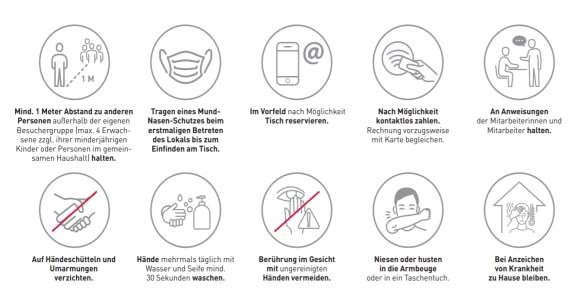 1 M
@
Mind. 1 Meter Abstand zu anderen
Personen außerhalb der eigenen
Besuchergruppe (max. 4 Erwach-
sene zzgl. ihrer minderjährigen
Kinder oder Personen im gemein-
samen Haushalt) halten.
Tragen eines Mund-
Nasen-Schutzes beim
erstmaligen Betreten
des Lokals bis zum
Einfinden am Tisch.
Im Vorfeld nach Möglichkeit
Tisch reservieren.
Nach Möglichkeit
kontaktlos zahlen.
Rechnung vorzugsweise
mit Karte begleichen.
An Anweisungen
der Mitarbeiterinnen und
Mitarbeiter halten.
Auf Händeschütteln und
Umarmungen
verzichten.
Hände mehrmals täglich mit
Wasser und Seife mind.
30 Sekunden waschen.
Berührung im Gesicht
mit ungereinigten
Händen vermeiden.
Niesen oder husten
in die Armbeuge
oder in ein Taschentuch.
Bei Anzeichen
von Krankheit
zu Hause bleiben.